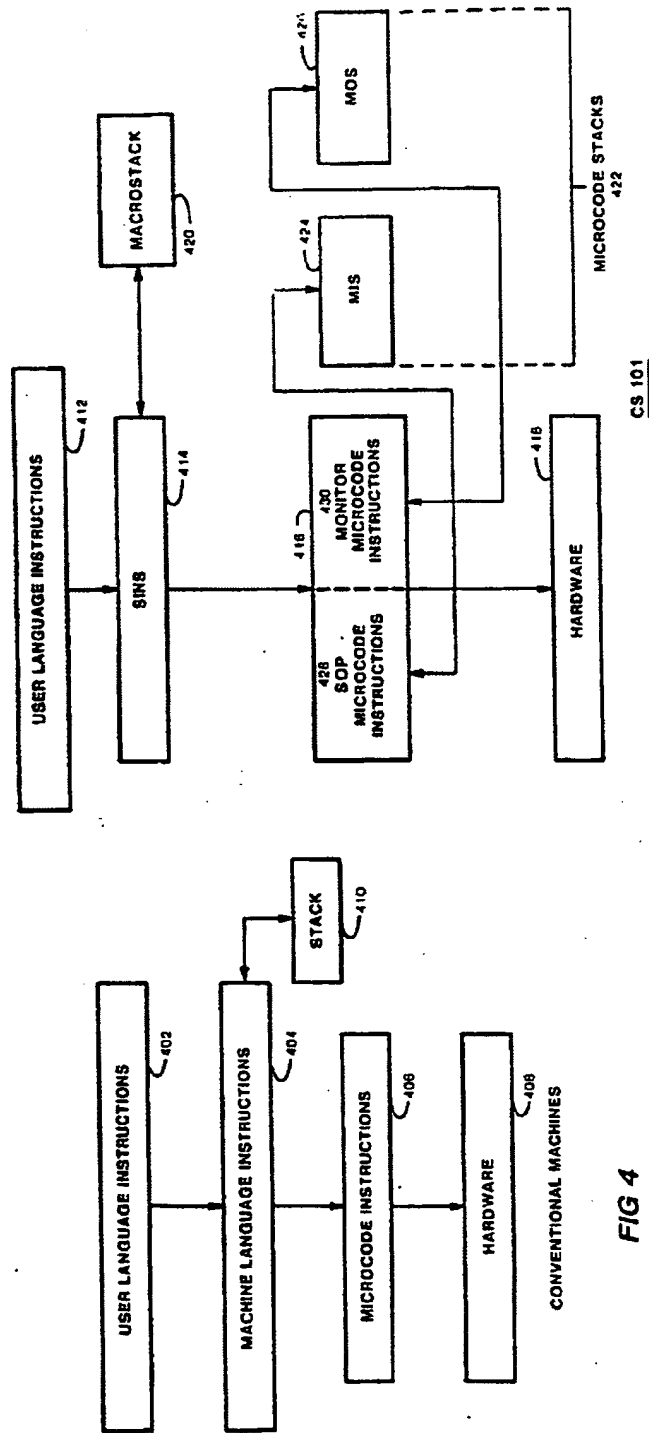 USER LANGUAGE INSTRUCTIONS
402
MACHINE LANGUAGE INSTRUCTIONS
404
STACK
410
MICROCODE INSTRUCTIONS
406
HARDWARE
408
CONVENTIONAL MACHINES
FIG 4
USER LANGUAGE INSTRUCTIONS
412
SINS
414
MACROSTACK
420
416
428
SOP
MICROCODE
INSTRUCTIONS
430
MONITOR
MICROCODE
INSTRUCTIONS
MIS
424
MOS
426
MICROCODE STACKS
422
HARDWARE
418
CS 101